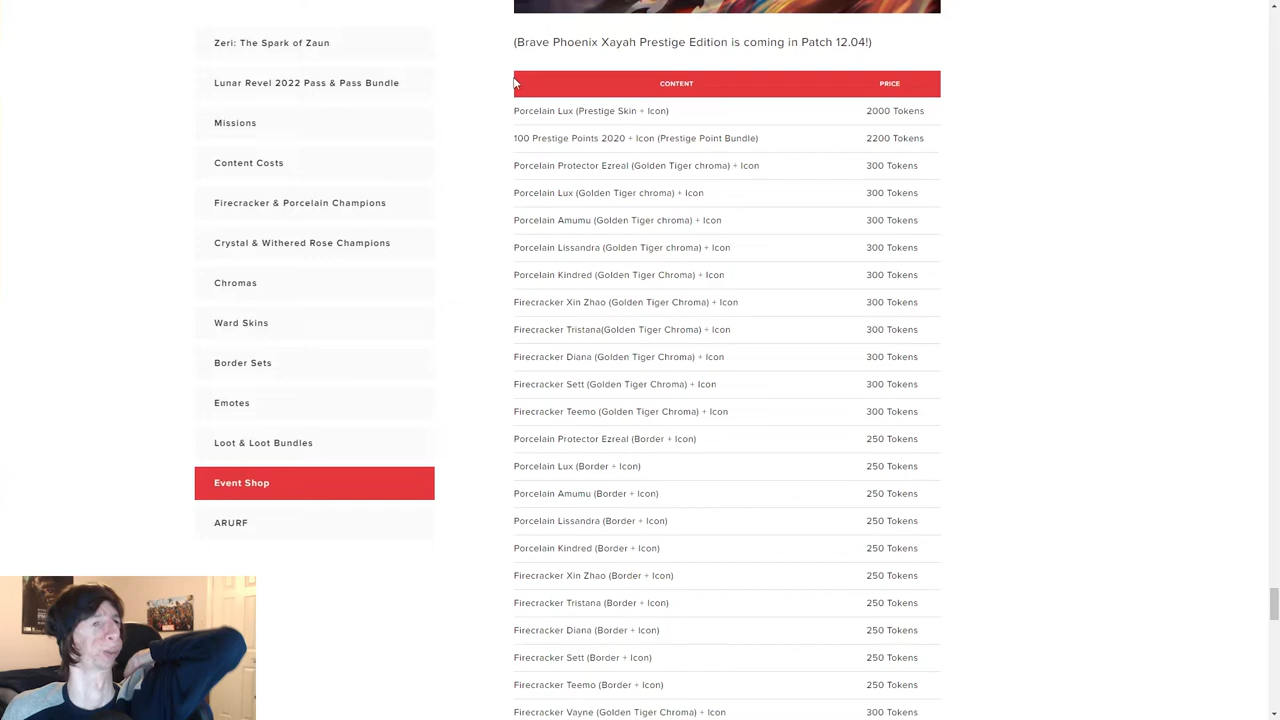 Zeri: The Spark of Zaun
Lunar Revel 2022 Pass & Pass Bundle
Missions
Content Costs
Firecracker & Porcelain Champions
Crystal & Withered Rose Champions
Chromas
Ward Skins
Border Sets
Emotes
Loot & Loot Bundles
Event Shop
ARURF
(Brave Phoenix Xayah Prestige Edition is coming in Patch 12.04!)
CONTENT PRICE
Porcelain Lux (Prestige Skin + Icon) 2000 Tokens
100 Prestige Points 2020 + Icon (Prestige Point Bundle) 2200 Tokens
Porcelain Protector Ezreal (Golden Tiger chroma) + Icon 300 Tokens
Porcelain Lux (Golden Tiger chroma) + Icon 300 Tokens
Porcelain Amumu (Golden Tiger chroma) + Icon 300 Tokens
Porcelain Lissandra (Golden Tiger chroma) + Icon 300 Tokens
Porcelain Kindred (Golden Tiger Chroma) + Icon 300 Tokens
Firecracker Xin Zhao (Golden Tiger Chroma) + Icon 300 Tokens
Firecracker Tristana(Golden Tiger Chroma) + Icon 300 Tokens
Firecracker Diana (Golden Tiger Chroma) + Icon 300 Tokens
Firecracker Sett (Golden Tiger Chroma) + Icon 300 Tokens
Firecracker Teemo (Golden Tiger Chroma) + Icon 300 Tokens
Porcelain Protector Ezreal (Border + Icon) 250 Tokens
Porcelain Lux (Border + Icon) 250 Tokens
Porcelain Amumu (Border + Icon) 250 Tokens
Porcelain Lissandra (Border + Icon) 250 Tokens
Porcelain Kindred (Border + Icon) 250 Tokens
Firecracker Xin Zhao (Border + Icon) 250 Tokens
Firecracker Tristana (Border + Icon) 250 Tokens
Firecracker Diana (Border + Icon) 250 Tokens
Firecracker Sett (Border + Icon) 250 Tokens
Firecracker Teemo (Border + Icon) 250 Tokens
Firecracker Vayne (Golden Tiger Chroma) + Icon 300 Tokens